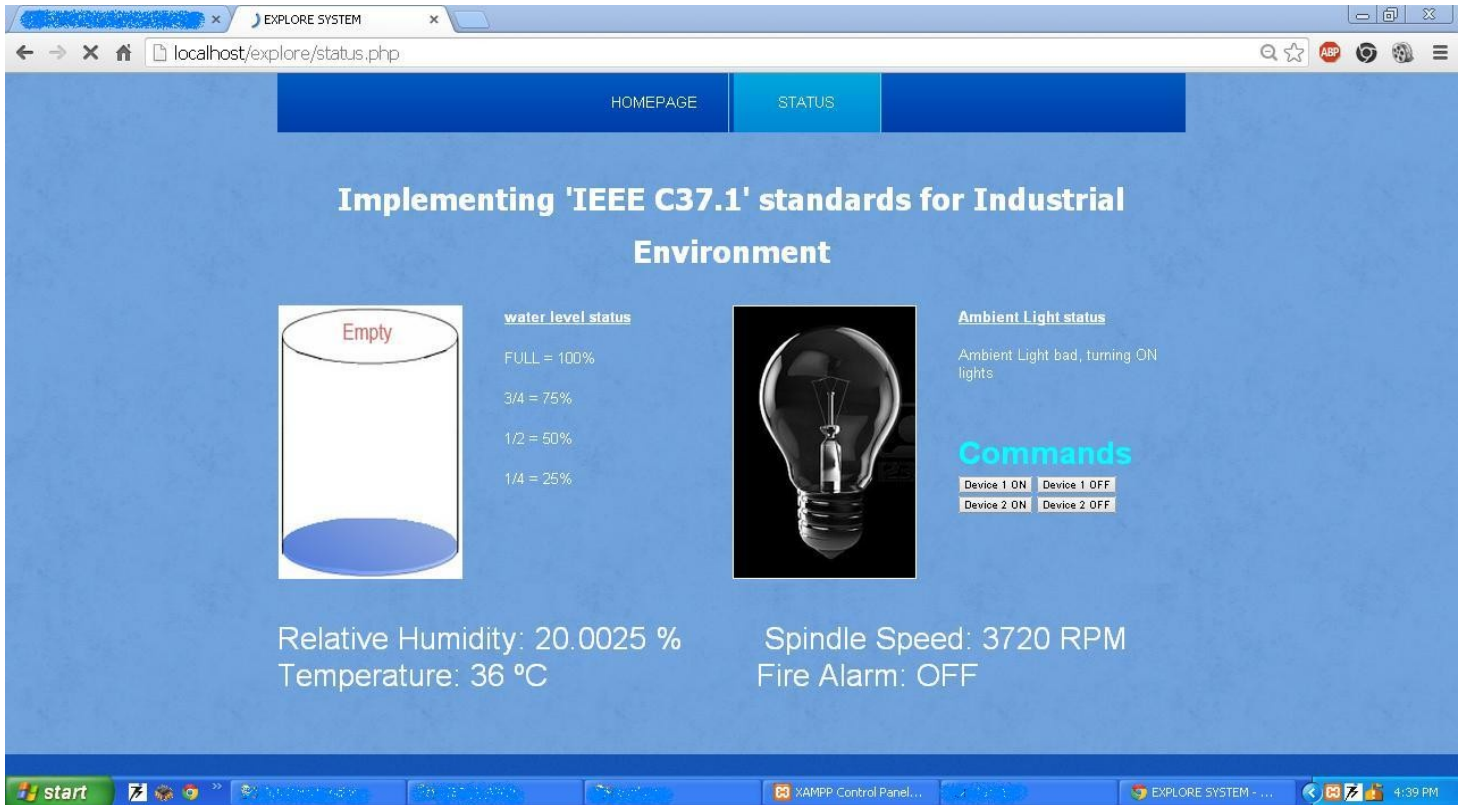 EXPLORE SYSTEM
localhost/explore/status.php
ABP
HOMEPAGE
STATUS
Implementing 'IEEE C37.1' standards for Industrial
Environment
Empty
water level status
FULL = 100%
3/4 = 75%
1/2 = 50%
1/4 = 25%
Ambient Light status
Ambient Light bad, turning ON
lights
Commands
Device 1 ON
Device 1 OFF
Device 2 ON
Device 2 OFF
Relative Humidity: 20.0025 %
Spindle Speed: 3720 RPM
Temperature: 36 ºC
Fire Alarm: OFF
start
XAMPP Control Panel...
EXPLORE SYSTEM - ...
4:39 PM